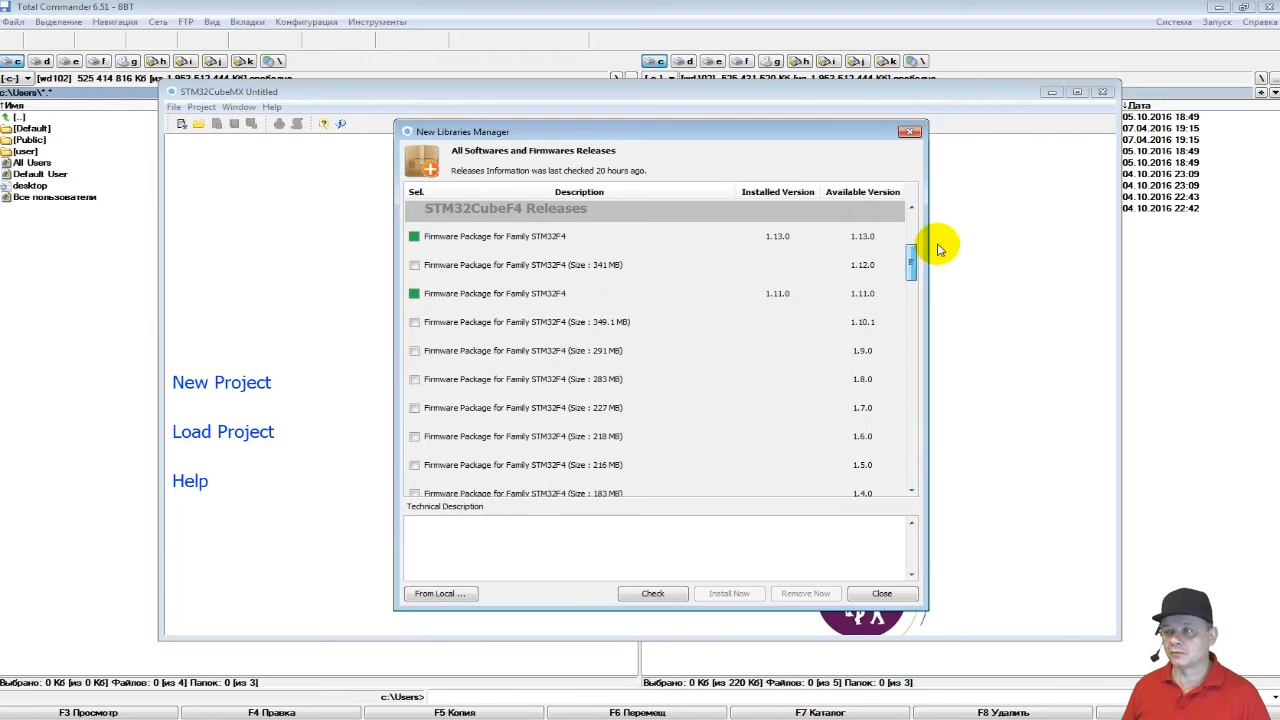 Total Commander 6.51 - BBT
Файл Выделение Навигация Сеть FTP Вид Вкладки Конфигурация Инструменты Система Запуск Справка
c d e f g h i j k \ c d e f g h i j k \
[-c-] [wd102] 525 414 816 Кб [из 1 953 512 444 Кб] свободно
c:\Users\*.*
Имя
[..]
[Default]
[Public]
[user]
All Users
Default User
desktop
Все пользователи
Дата
05.10.2016 18:49
07.04.2016 19:15
07.04.2016 19:15
05.10.2016 18:49
04.10.2016 23:09
04.10.2016 23:09
05.10.2016 22:43
04.10.2016 22:42
STM32CubeMX Untitled
File Project Window Help
New Project
Load Project
Help
New Libraries Manager
All Softwares and Firmwares Releases
Releases Information was last checked 20 hours ago.
Sel. Description Installed Version Available Version
STM32CubeF4 Releases
Firmware Package for Family STM32F4 1.13.0 1.13.0
Firmware Package for Family STM32F4 (Size : 341 MB) 1.12.0
Firmware Package for Family STM32F4 1.11.0 1.11.0
Firmware Package for Family STM32F4 (Size : 349.1 MB) 1.10.1
Firmware Package for Family STM32F4 (Size : 291 MB) 1.9.0
Firmware Package for Family STM32F4 (Size : 283 MB) 1.8.0
Firmware Package for Family STM32F4 (Size : 227 MB) 1.7.0
Firmware Package for Family STM32F4 (Size : 218 MB) 1.6.0
Firmware Package for Family STM32F4 (Size : 216 MB) 1.5.0
Firmware Package for Family STM32F4 (Size : 183 MB) 1.4.0
Technical Description
From Local ... Check Install Now Remove Now Close
Выбрано: 0 Кб [из 0 Кб] Файлов: 0 [из 4] Папок: 0 [из 3]
Выбрано: 0 Кб [из 220 Кб] Файлов: 0 [из 5] Папок: 0 [из 3]
c:\Users>
F3 Просмотр F4 Правка F5 Копия F6 Перемещ F7 Каталог F8 Удалить